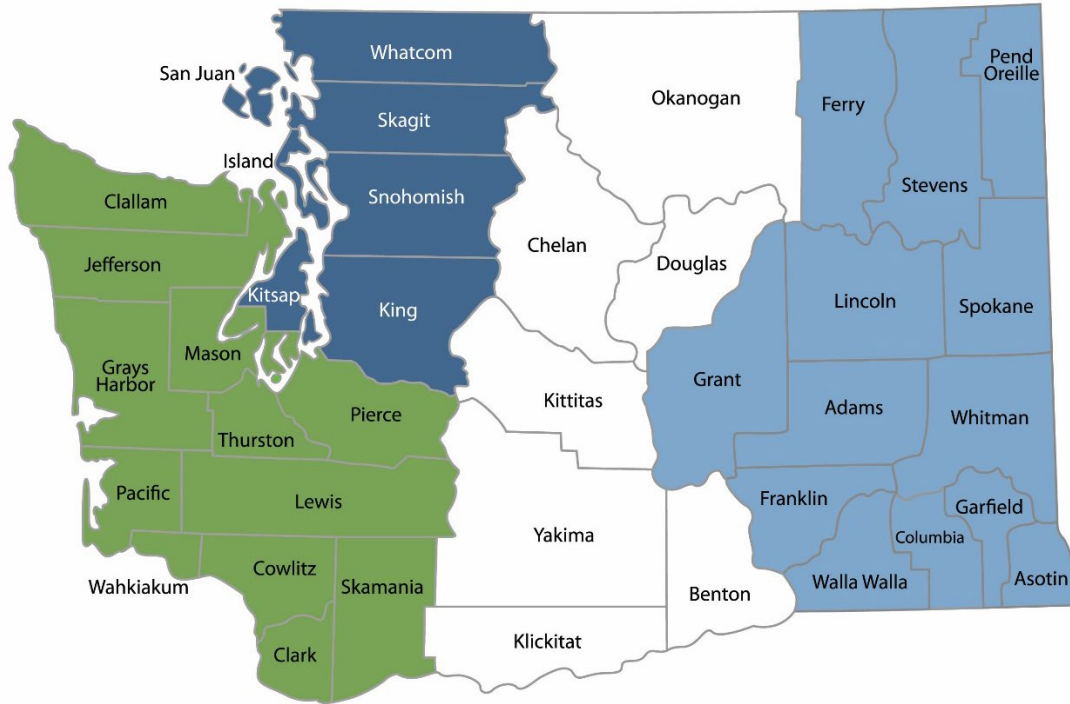 Whatcom
San Juan
Pend
Oreille
Okanogan
Ferry
Skagit
Island
Stevens
Clallam
Snohomish
Chelan
Douglas
Jefferson
Kitsap
Lincoln
Spokane
King
Mason
Grays
Harbor
Grant
Kittitas
Adams
Whitman
Pierce
Thurston
Pacific
Lewis
Franklin
Garfield
Yakima
Columbia
Cowlitz
Wahkiakum
Skamania
Walla Walla
Asotin
Benton
Klickitat
Clark